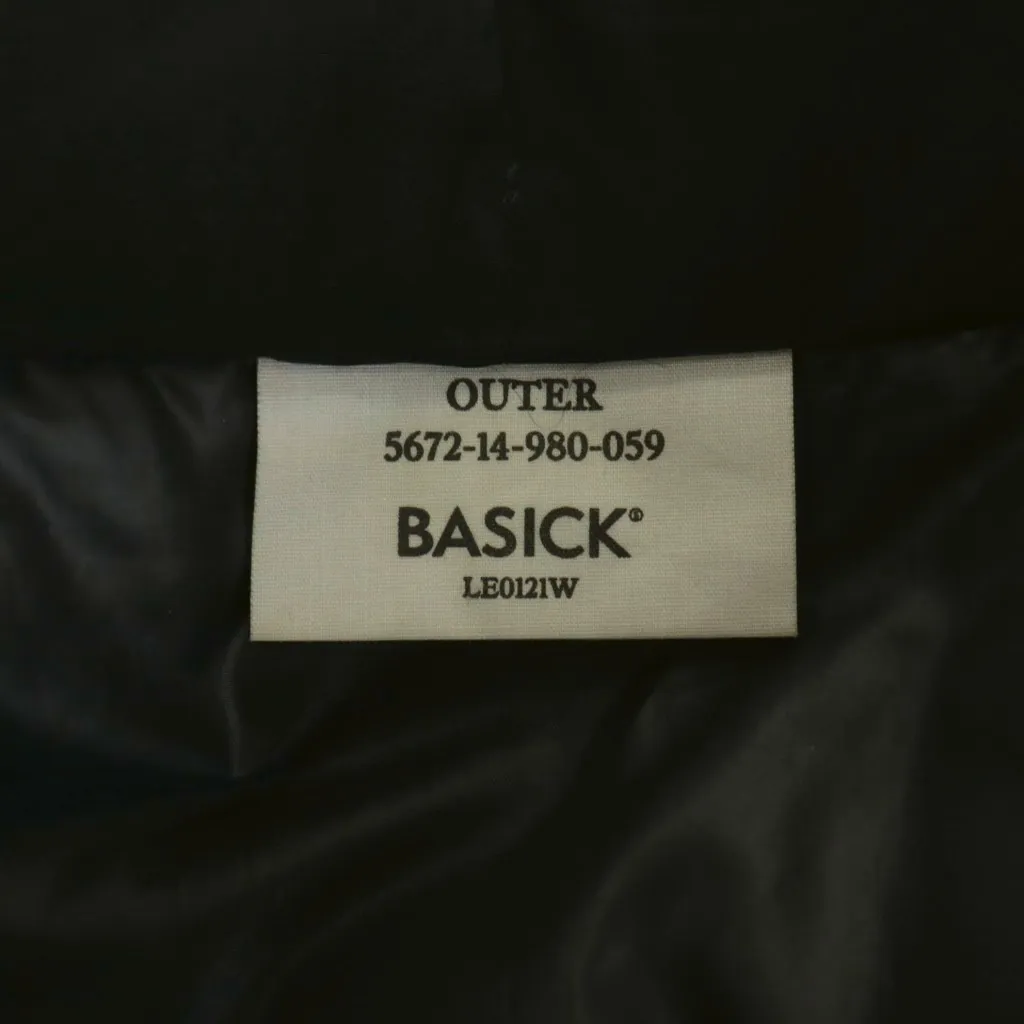 OUTER
5672-14-980-059
BASICK®
LE0121W